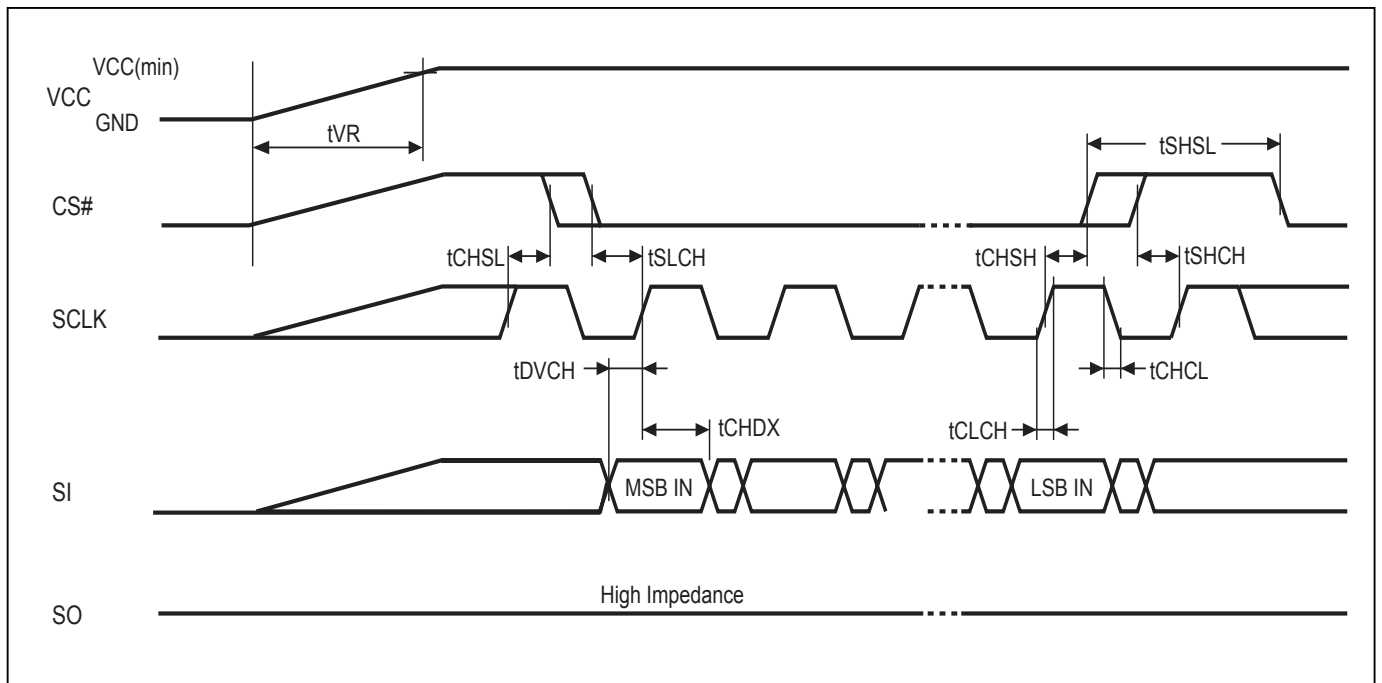 VCC(min)
VCC
GND
tVR
tSHSL
CS#
tCHSL
tSLCH
tCHSH
tSHCH
SCLK
tDVCH
tCHCL
tCHDX
tCLCH
SI
MSB IN
LSB IN
High Impedance
SO